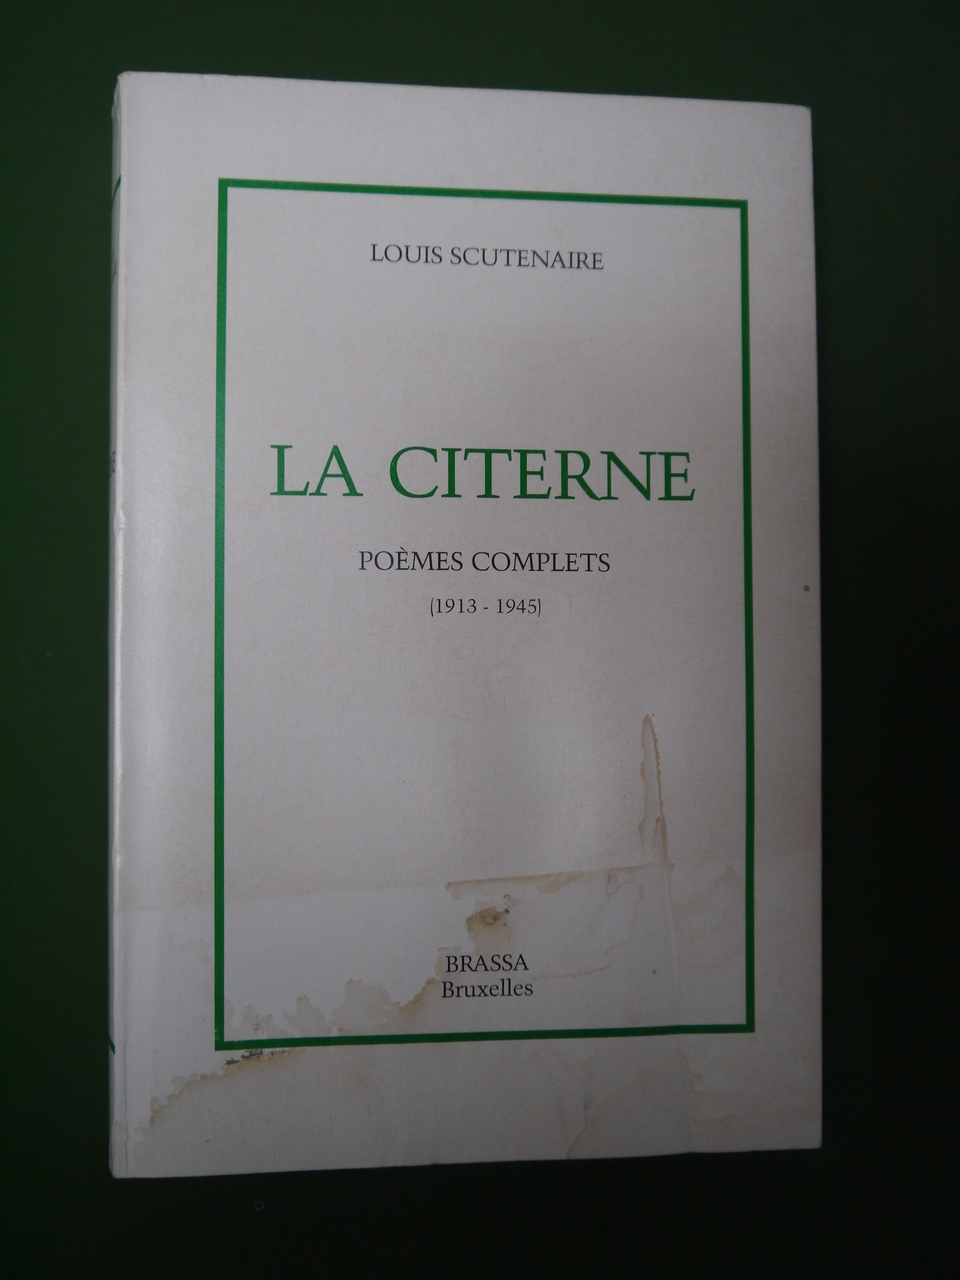 LOUIS SCUTENAIRE
LA CITERNE
POÈMES COMPLETS
(1913 - 1945)
BRASSA
Bruxelles